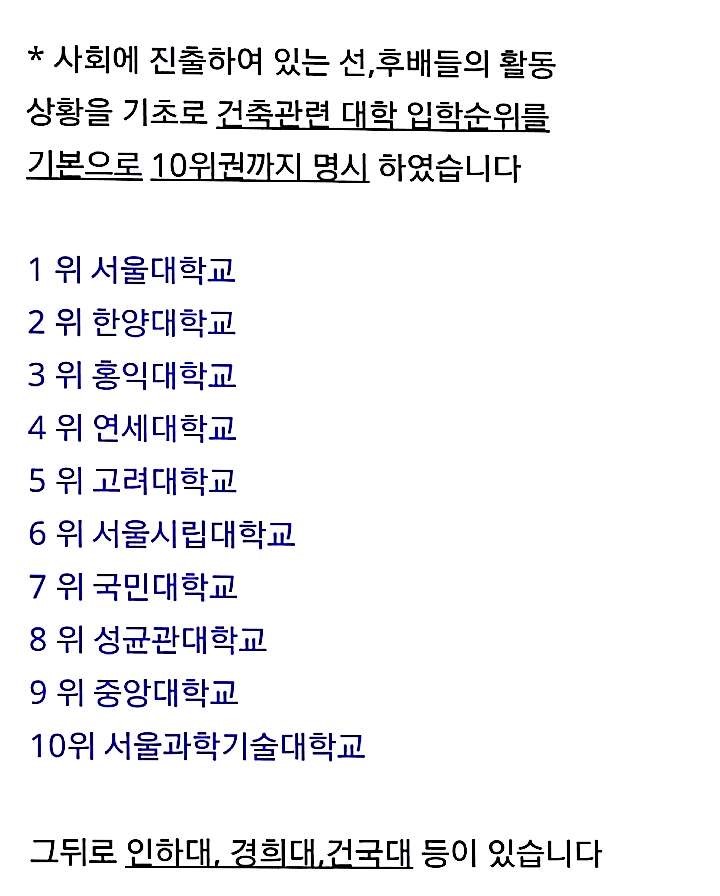 * 사회에 진출하여 있는 선,후배들의 활동
상황을 기초로 건축관련 대학 입학순위를
기본으로 10위권까지 명시 하였습니다
1 위 서울대학교
2 위 한양대학교
3 위 홍익대학교
4 위 연세대학교
5 위 고려대학교
6 위 서울시립대학교
7 위 국민대학교
8 위 성균관대학교
9 위 중앙대학교
10위 서울과학기술대학교
그뒤로 인하대, 경희대,건국대 등이 있습니다